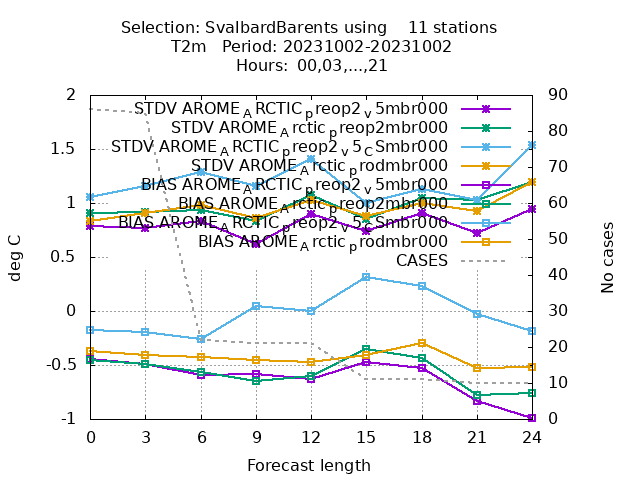 Selection: SvalbardBarents using    11 stations
T2m   Period: 20231002-20231002
Hours:  00,03,...,21
2
1.5
1
0.5
0
-0.5
-1
deg C
90
80
70
60
50
40
30
20
10
0
No cases
STDV AROME_ARCTIC_preop2_v5mbr000
STDV AROME_Arctic_preop2mbr000
STDV AROME_ARCTIC_preop2_v5_CSmbr000
STDV AROME_Arctic_prodmbr000
BIAS AROME_ARCTIC_preop2_v5mbr000
BIAS AROME_Arctic_preop2mbr000
BIAS AROME_ARCTIC_preop2_v5_CSmbr000
BIAS AROME_Arctic_prodmbr000
CASES
0 3 6 9 12 15 18 21 24
Forecast length